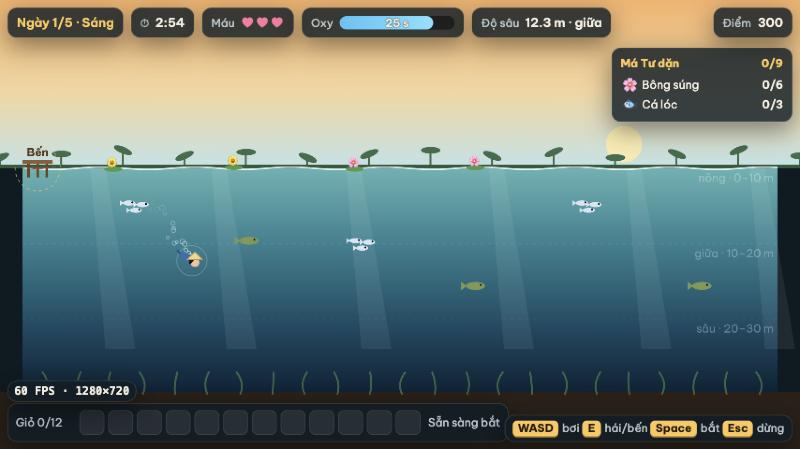 Ngày 1/5 · Sáng
2:54
Máu
Oxy 25 s
Độ sâu 12.3 m · giữa
Điểm 300
Má Tư dặn 0/9
Bông súng 0/6
Cá lóc 0/3
Bến
nông · 0–10 m
giữa · 10–20 m
sâu · 20–30 m
60 FPS · 1280×720
Giỏ 0/12
Sẵn sàng bắt
WASD bơi E hái/bến Space bắt Esc dừng